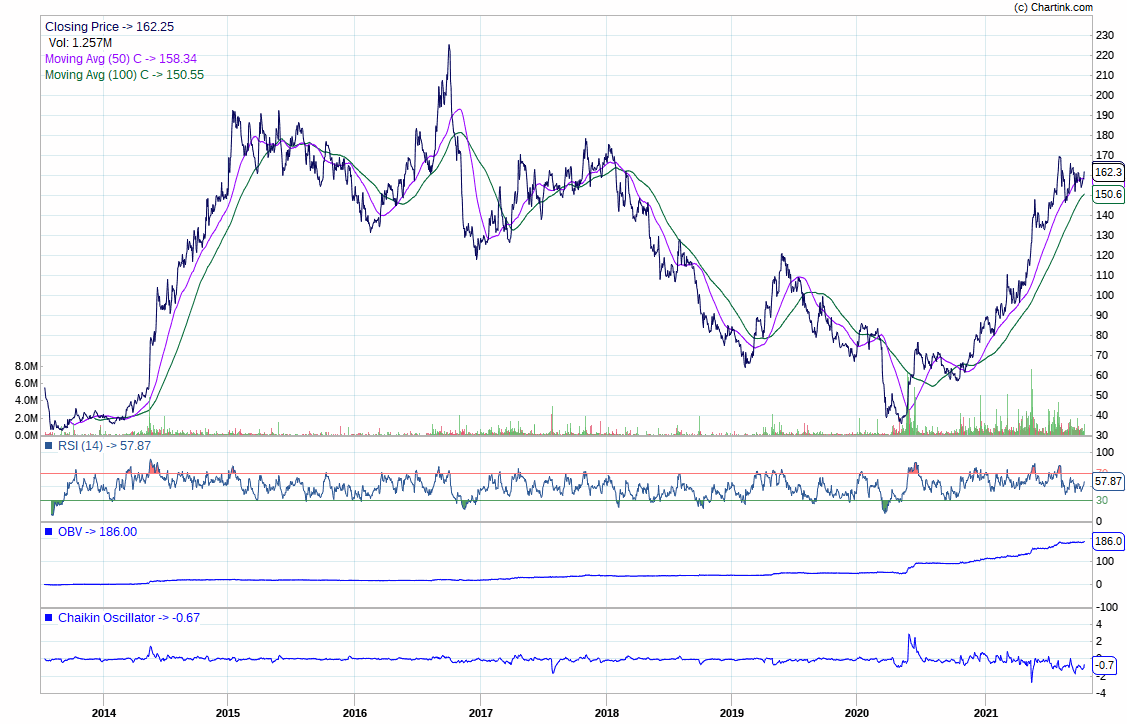 (c) Chartink.com
Closing Price -> 162.25
Vol: 1.257M
Moving Avg (50) C -> 158.34
Moving Avg (100) C -> 150.55
230
220
210
200
190
180
170
162.3
150.6
140
130
120
110
100
90
80
70
60
50
40
30
8.0M
6.0M
4.0M
2.0M
0.0M
RSI (14) -> 57.87
100
70
57.87
30
0
OBV -> 186.00
186.0
100
0
-100
Chaikin Oscillator -> -0.67
4
2
-0.7
-2
-4
2014 2015 2016 2017 2018 2019 2020 2021